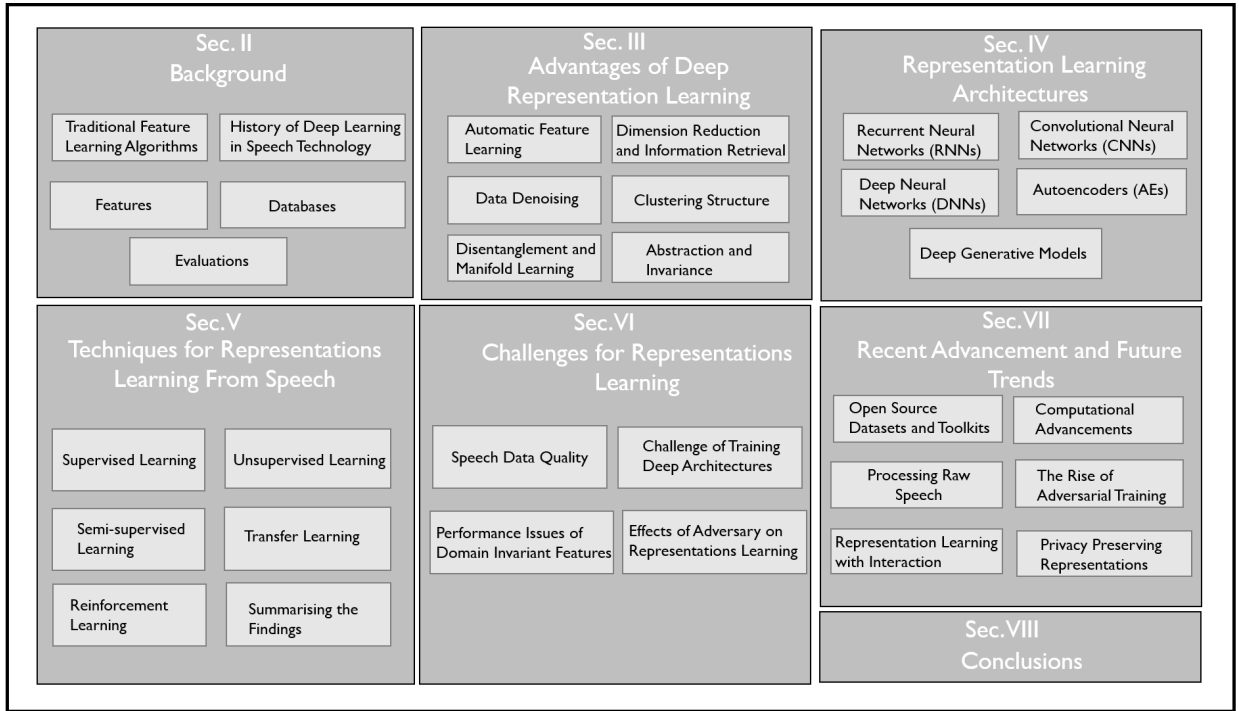 Sec. II
Background
Traditional Feature
Learning Algorithms
History of Deep Learning
in Speech Technology
Features
Databases
Evaluations
Sec. III
Advantages of Deep
Representation Learning
Automatic Feature
Learning
Dimension Reduction
and Information Retrieval
Data Denoising
Clustering Structure
Disentanglement and
Manifold Learning
Abstraction and
Invariance
Sec. IV
Representation Learning
Architectures
Recurrent Neural
Networks (RNNs)
Convolutional Neural
Networks (CNNs)
Deep Neural
Networks (DNNs)
Autoencoders (AEs)
Deep Generative Models
Sec. V
Techniques for Representations
Learning From Speech
Supervised Learning
Unsupervised Learning
Semi-supervised
Learning
Transfer Learning
Reinforcement
Learning
Summarising the
Findings
Sec. VI
Challenges for Representations
Learning
Speech Data Quality
Challenge of Training
Deep Architectures
Performance Issues of
Domain Invariant Features
Effects of Adversary on
Representations Learning
Sec. VII
Recent Advancement and Future
Trends
Open Source
Datasets and Toolkits
Computational
Advancements
Processing Raw
Speech
The Rise of
Adversarial Training
Representation Learning
with Interaction
Privacy Preserving
Representations
Sec. VIII
Conclusions